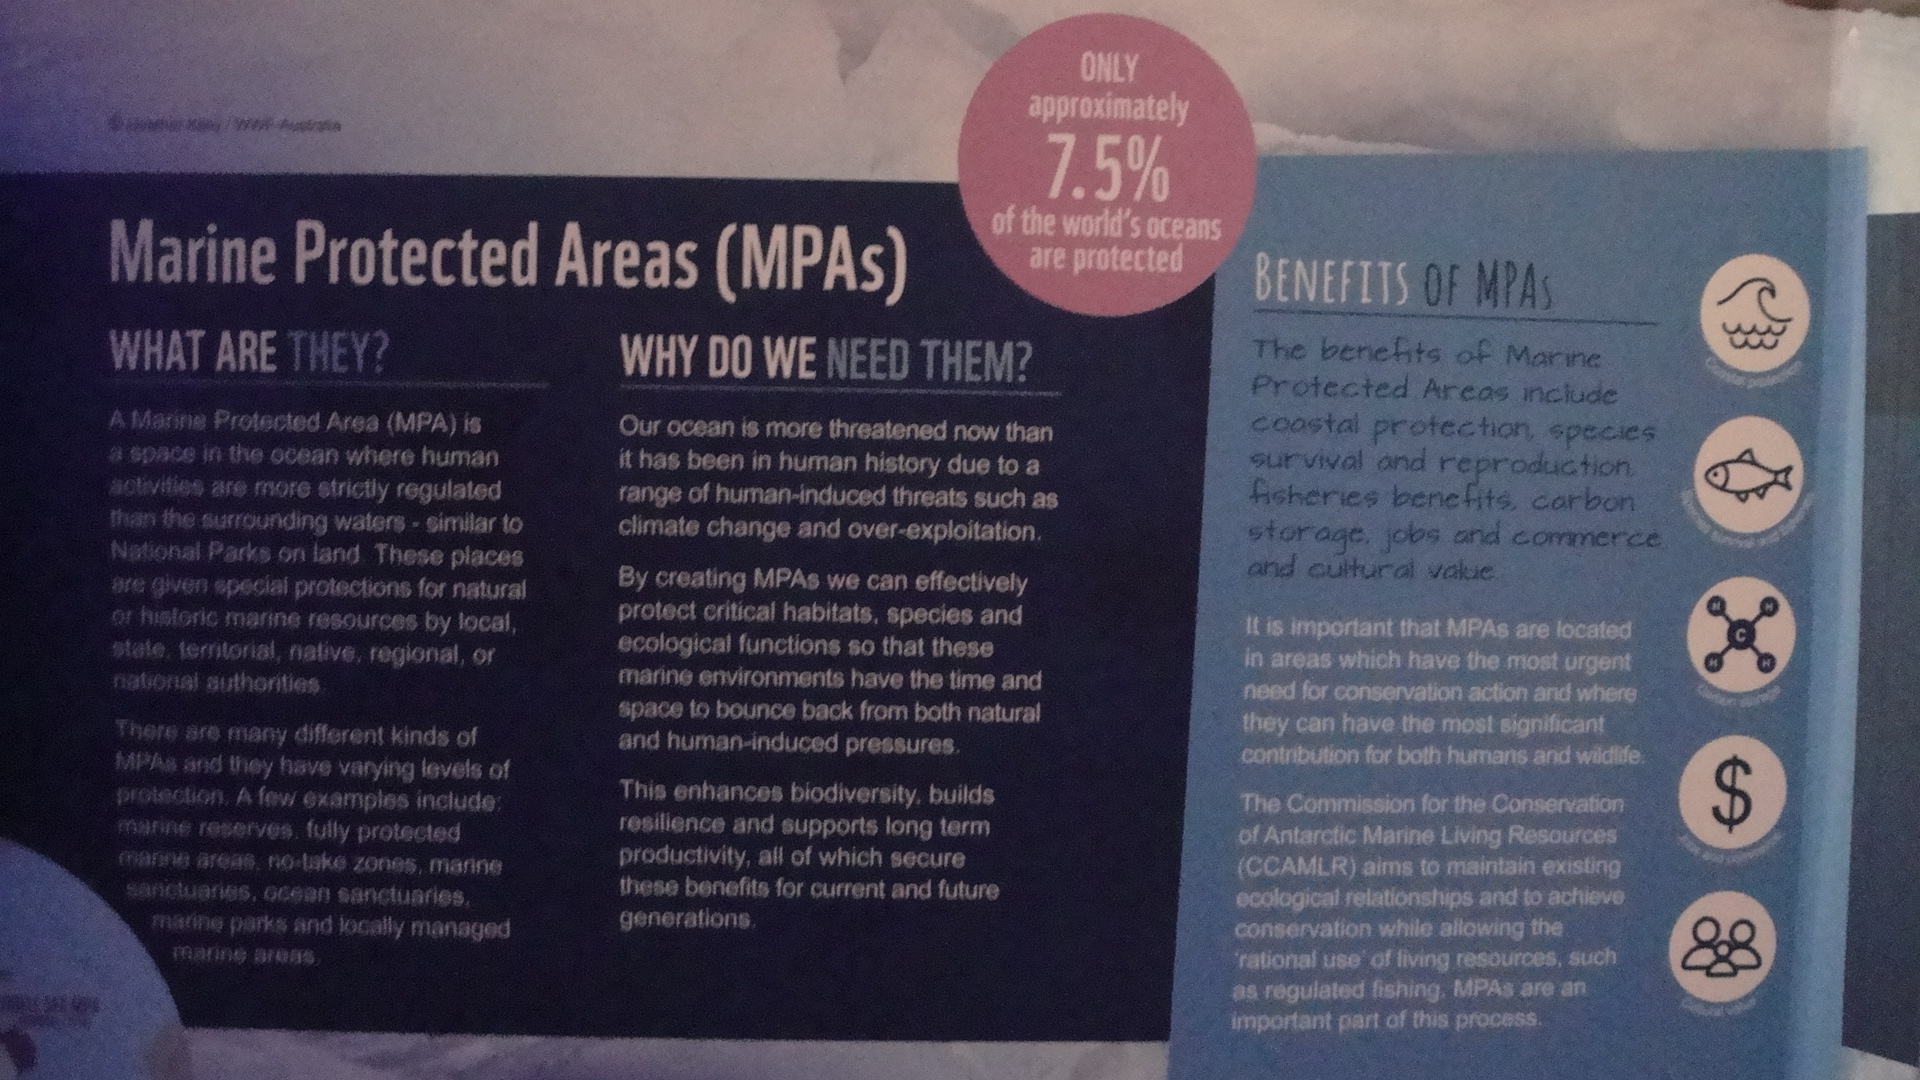 WWF-Australia
ONLY
approximately
7.5%
of the world's oceans
are protected
Marine Protected Areas (MPAs)
WHAT ARE THEY?
A Marine Protected Area (MPA) is
a space in the ocean where human
activities are more strictly regulated
than the surrounding waters - similar to
National Parks on land. These places
are given special protections for natural
or historic marine resources by local,
state, territorial, native, regional, or
national authorities.
There are many different kinds of
MPAs and they have varying levels of
protection. A few examples include;
marine reserves, fully protected
marine areas, no-take zones, marine
sanctuaries, ocean sanctuaries,
marine parks and locally managed
marine areas.
WHY DO WE NEED THEM?
Our ocean is more threatened now than
it has been in human history due to a
range of human-induced threats such as
climate change and over-exploitation.
By creating MPAs we can effectively
protect critical habitats, species and
ecological functions so that these
marine environments have the time and
space to bounce back from both natural
and human-induced pressures.
This enhances biodiversity, builds
resilience and supports long term
productivity, all of which secure
these benefits for current and future
generations.
BENEFITS OF MPAs
The benefits of Marine
Protected Areas include
coastal protection, species
survival and reproduction,
fisheries benefits, carbon
storage, jobs and commerce
and cultural value.
It is important that MPAs are located
in areas which have the most urgent
need for conservation action and where
they can have the most significant
contribution for both humans and wildlife.
The Commission for the Conservation
of Antarctic Marine Living Resources
(CCAMLR) aims to maintain existing
ecological relationships and to achieve
conservation while allowing the
'rational use' of living resources, such
as regulated fishing. MPAs are an
important part of this process.
Coastal protection
H H
C
H H
Carbon storage
$
Jobs and commerce
Cultural value